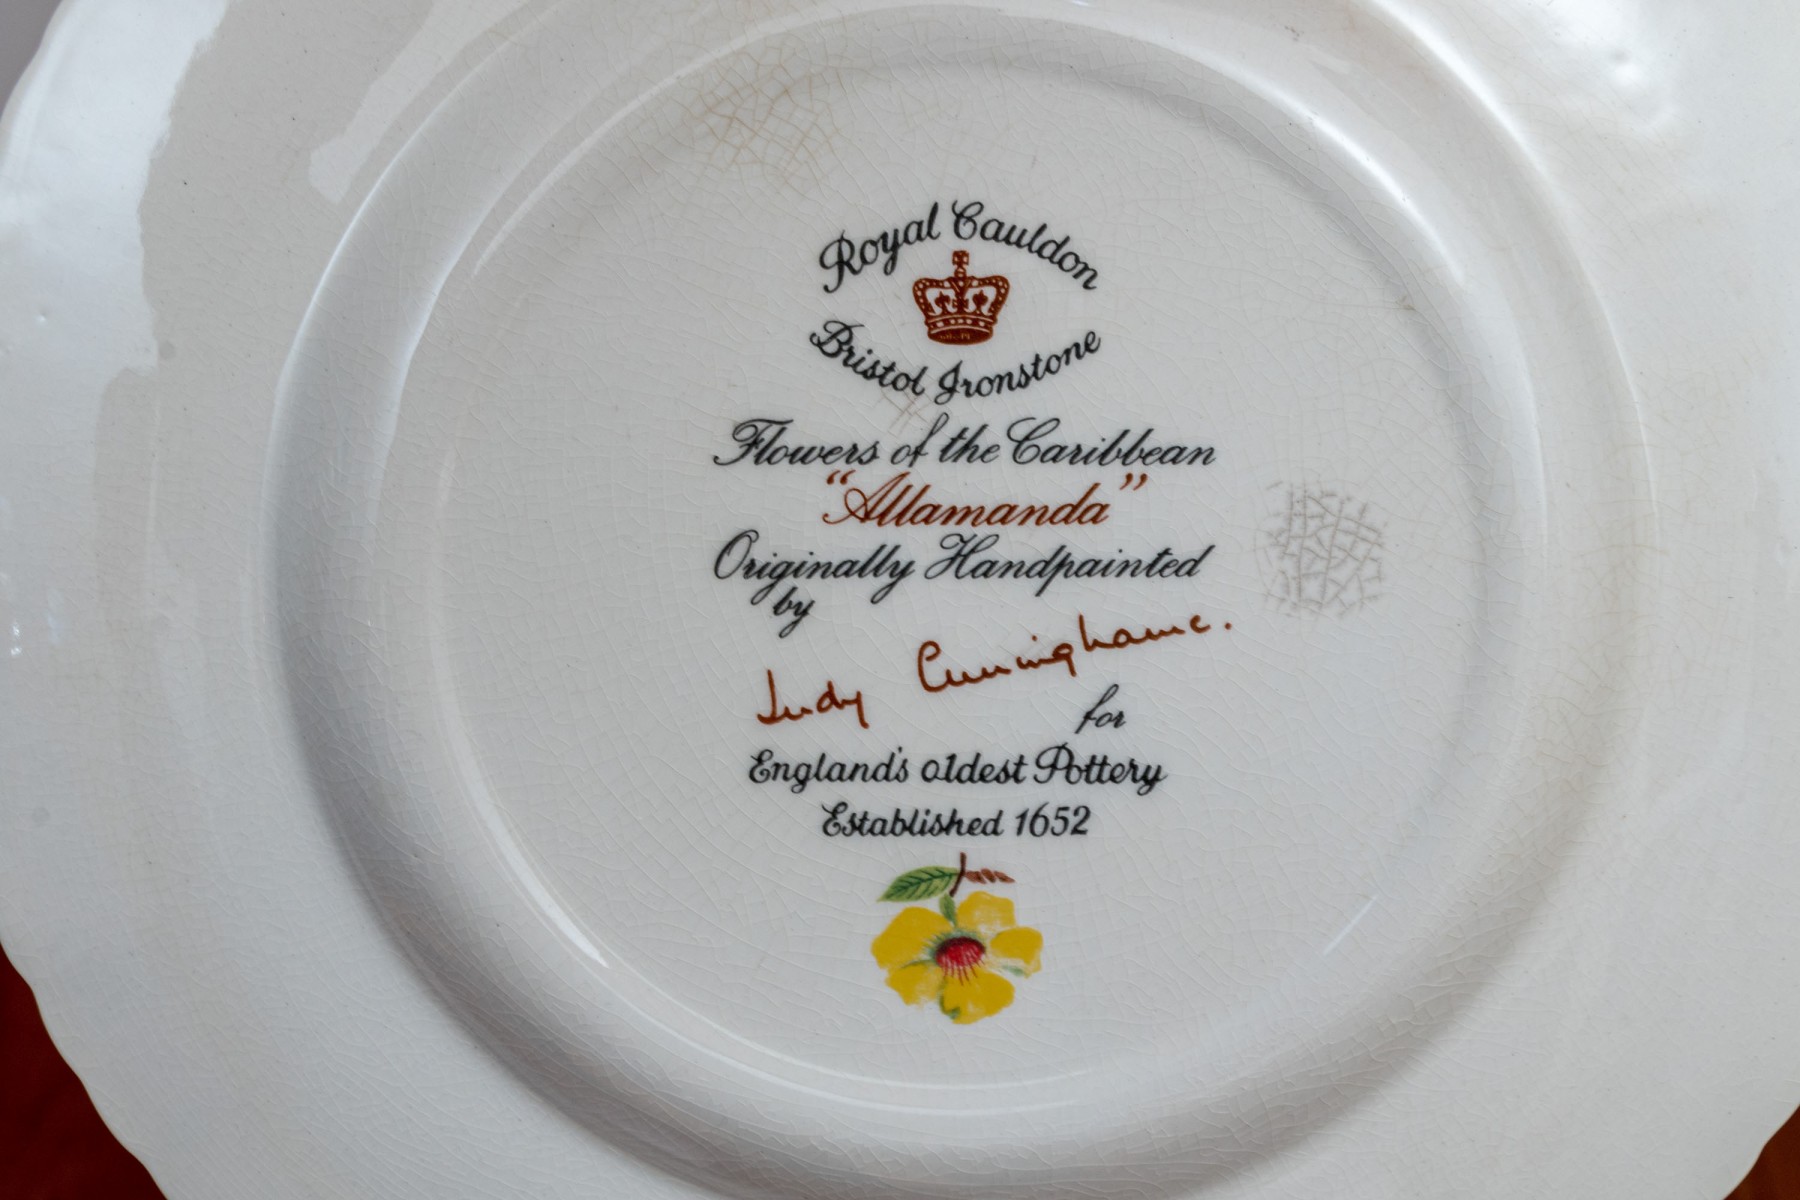 Royal Cauldon
Bristol Ironstone
Flowers of the Caribbean
“Allamanda”
Originally Handpainted
by
Judy Cunninghame.
for
England's oldest Pottery
Established 1652